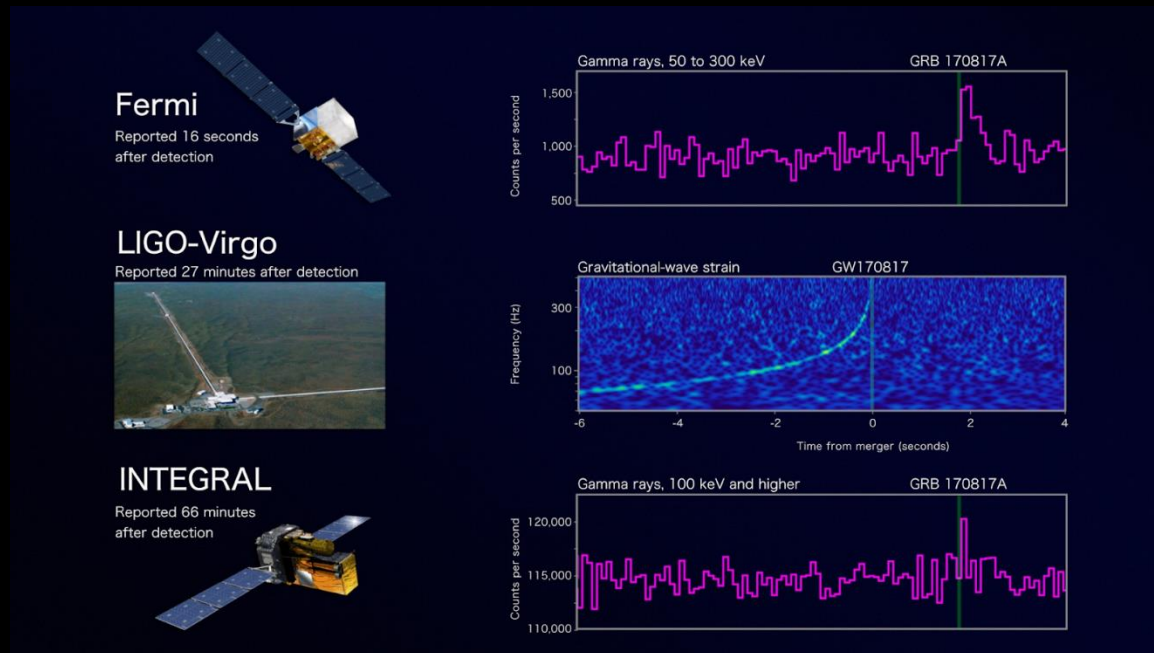 Fermi
Reported 16 seconds
after detection
Gamma rays, 50 to 300 keV
GRB 170817A
Counts per second
1,500
1,000
500
LIGO-Virgo
Reported 27 minutes after detection
Gravitational-wave strain
GW170817
Frequency (Hz)
300
100
-6
-4
-2
0
2
4
Time from merger (seconds)
INTEGRAL
Reported 66 minutes
after detection
Gamma rays, 100 keV and higher
GRB 170817A
Counts per second
120,000
115,000
110,000